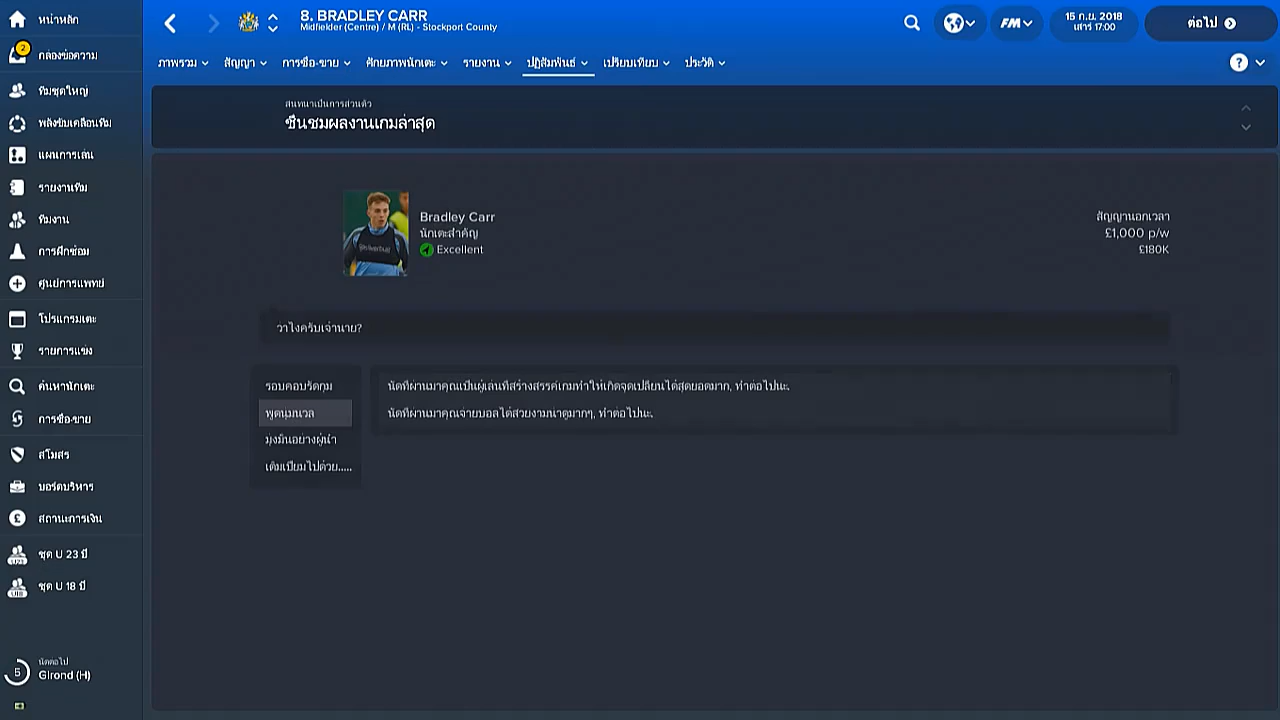 หน้าหลัก
2
กล่องข้อความ
ทีมชุดใหญ่
พลังขับเคลื่อนทีม
แผนการเล่น
รายงานทีม
ทีมงาน
การฝึกซ้อม
ศูนย์การแพทย์
โปรแกรมเตะ
รายการแข่ง
ค้นหานักเตะ
การซื้อ-ขาย
สโมสร
บอร์ดบริหาร
สถานะการเงิน
U23
ชุด U 23 ปี
U18
ชุด U 18 ปี
5
นัดต่อไป
Girond (H)
8. BRADLEY CARR
Midfielder (Centre) / M (RL) - Stockport County
FM
15 ก.ย. 2018
เสาร์ 17:00
ต่อไป
ภาพรวม
สัญญา
การซื้อ-ขาย
ศักยภาพนักเตะ
รายงาน
ปฏิสัมพันธ์
เปรียบเทียบ
ประวัติ
?
สนทนาเป็นการส่วนตัว
ชื่นชมผลงานเกมล่าสุด
Bradley Carr
นักเตะสำคัญ
Excellent
สัญญานอกเวลา
£1,000 p/w
£180K
ว่าไงครับเจ้านาย?
รอบคอบรัดกุม
พูดนุ่มนวล
มุ่งมั่นอย่างผู้นำ
เต็มเปี่ยมไปด้วย.....
นัดที่ผ่านมาคุณเป็นผู้เล่นที่สร้างสรรค์เกมทำให้เกิดจุดเปลี่ยนได้สุดยอดมาก, ทำต่อไปนะ.
นัดที่ผ่านมาคุณจ่ายบอลได้สวยงามน่าดูมากๆ, ทำต่อไปนะ.